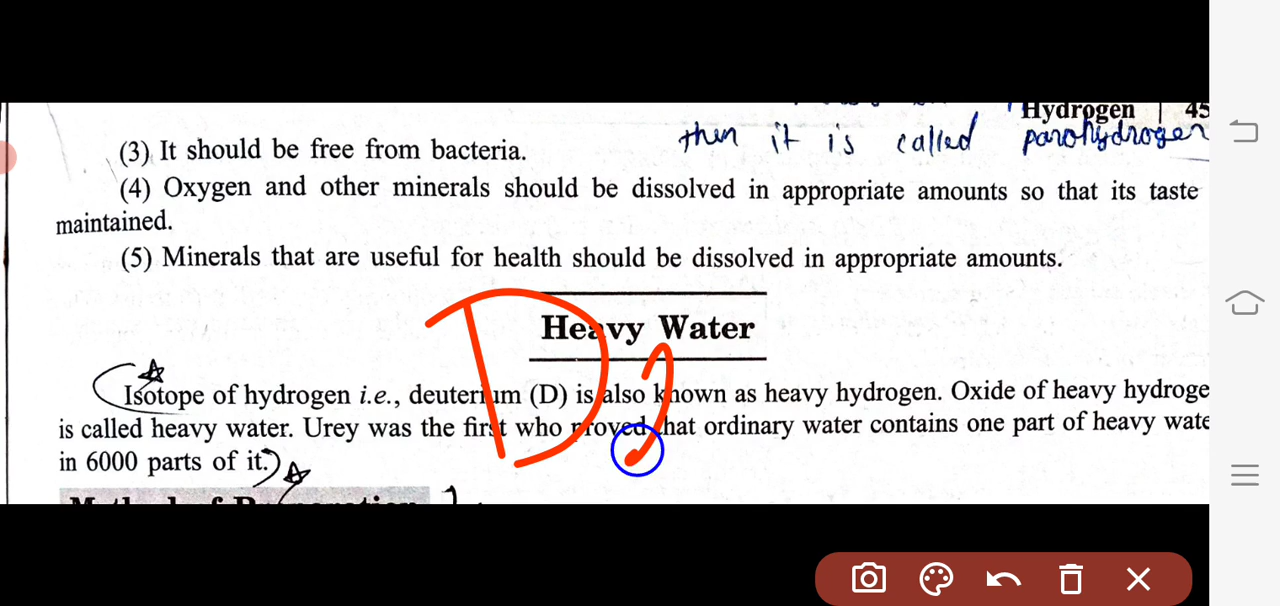 Hydrogen | 45
then it is called parahydrogen
(3) It should be free from bacteria.
(4) Oxygen and other minerals should be dissolved in appropriate amounts so that its taste
maintained.
(5) Minerals that are useful for health should be dissolved in appropriate amounts.
Heavy Water
Isotope of hydrogen i.e., deuterium (D) is also known as heavy hydrogen. Oxide of heavy hydroge
is called heavy water. Urey was the first who proved that ordinary water contains one part of heavy wate
in 6000 parts of it.
D2